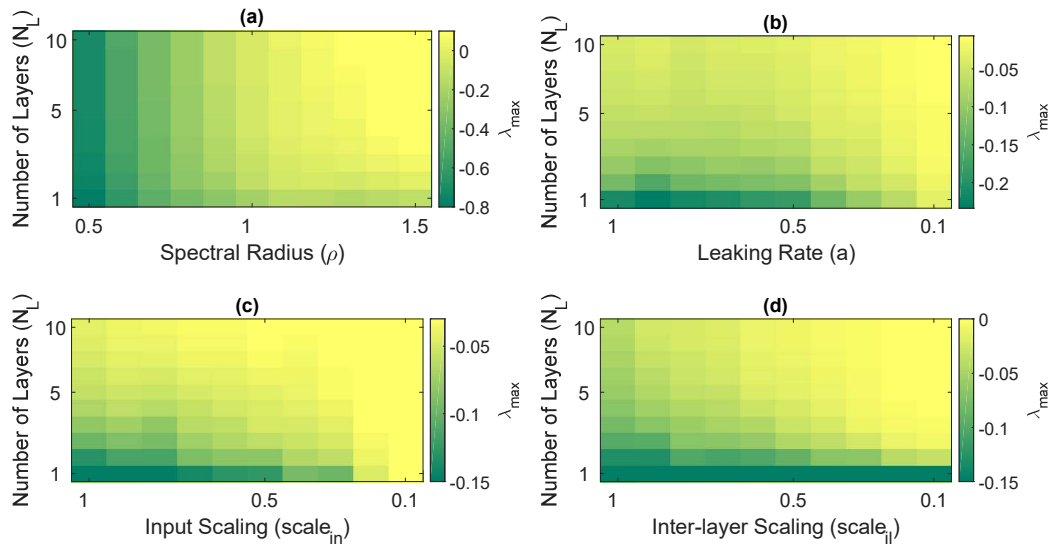 (a)
Number of Layers (N_L)
10
5
1
0.5
1
1.5
Spectral Radius (ρ)
0
-0.2
-0.4
-0.6
-0.8
λ_max
(b)
Number of Layers (N_L)
10
5
1
1
0.5
0.1
Leaking Rate (a)
-0.05
-0.1
-0.15
-0.2
λ_max
(c)
Number of Layers (N_L)
10
5
1
1
0.5
0.1
Input Scaling (scale_in)
-0.05
-0.1
-0.15
λ_max
(d)
Number of Layers (N_L)
10
5
1
1
0.5
0.1
Inter-layer Scaling (scale_il)
0
-0.05
-0.1
-0.15
λ_max